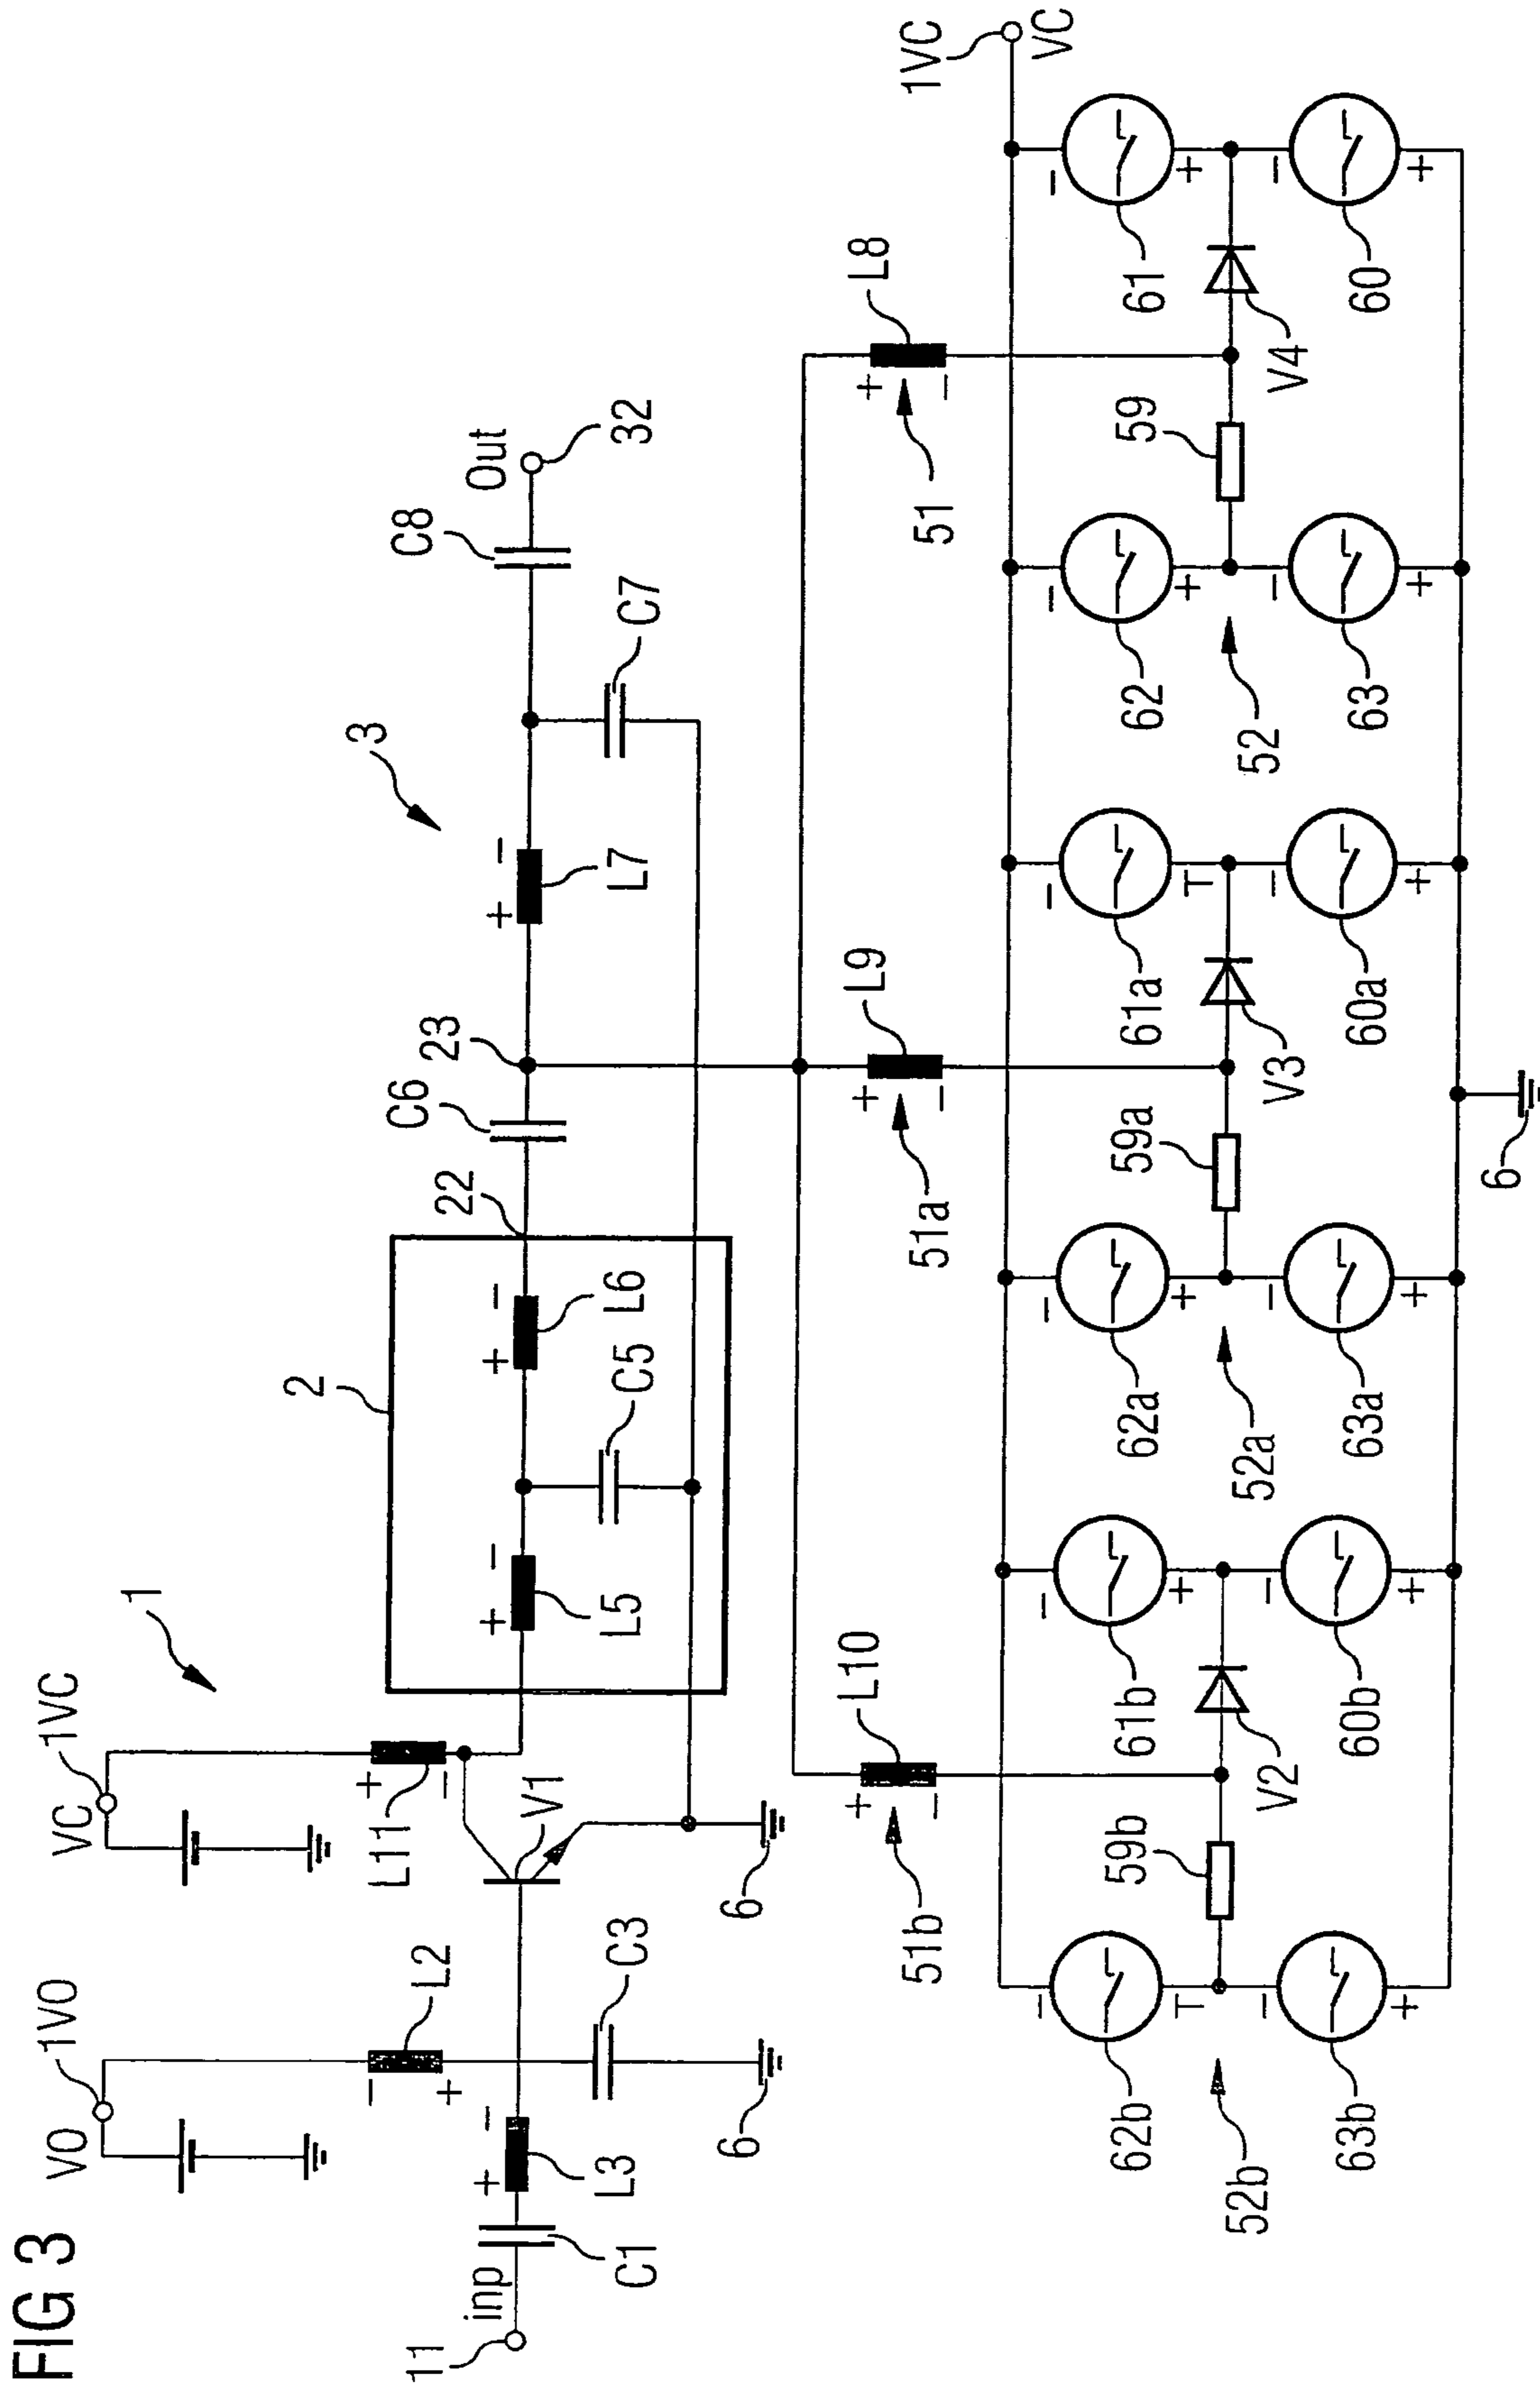 FIG 3
1
VO
1VO
VC
1VC
L2
L11
11
inp
C1
L3
+
-
-
+
C3
6
+
-
V1
6
2
L5
+
-
C5
L6
+
-
22
C6
23
3
L7
+
-
C7
C8
Out
32
51b
L10
+
-
51a
L9
+
-
51
L8
+
-
1VC
VC
62b
-
T
63b
-
+
52b
59b
V2
61b
-
+
60b
-
+
62a
-
+
63a
-
+
52a
59a
V3
61a
-
T
60a
-
+
6
62
-
+
63
-
+
52
59
V4
61
-
+
60
-
+